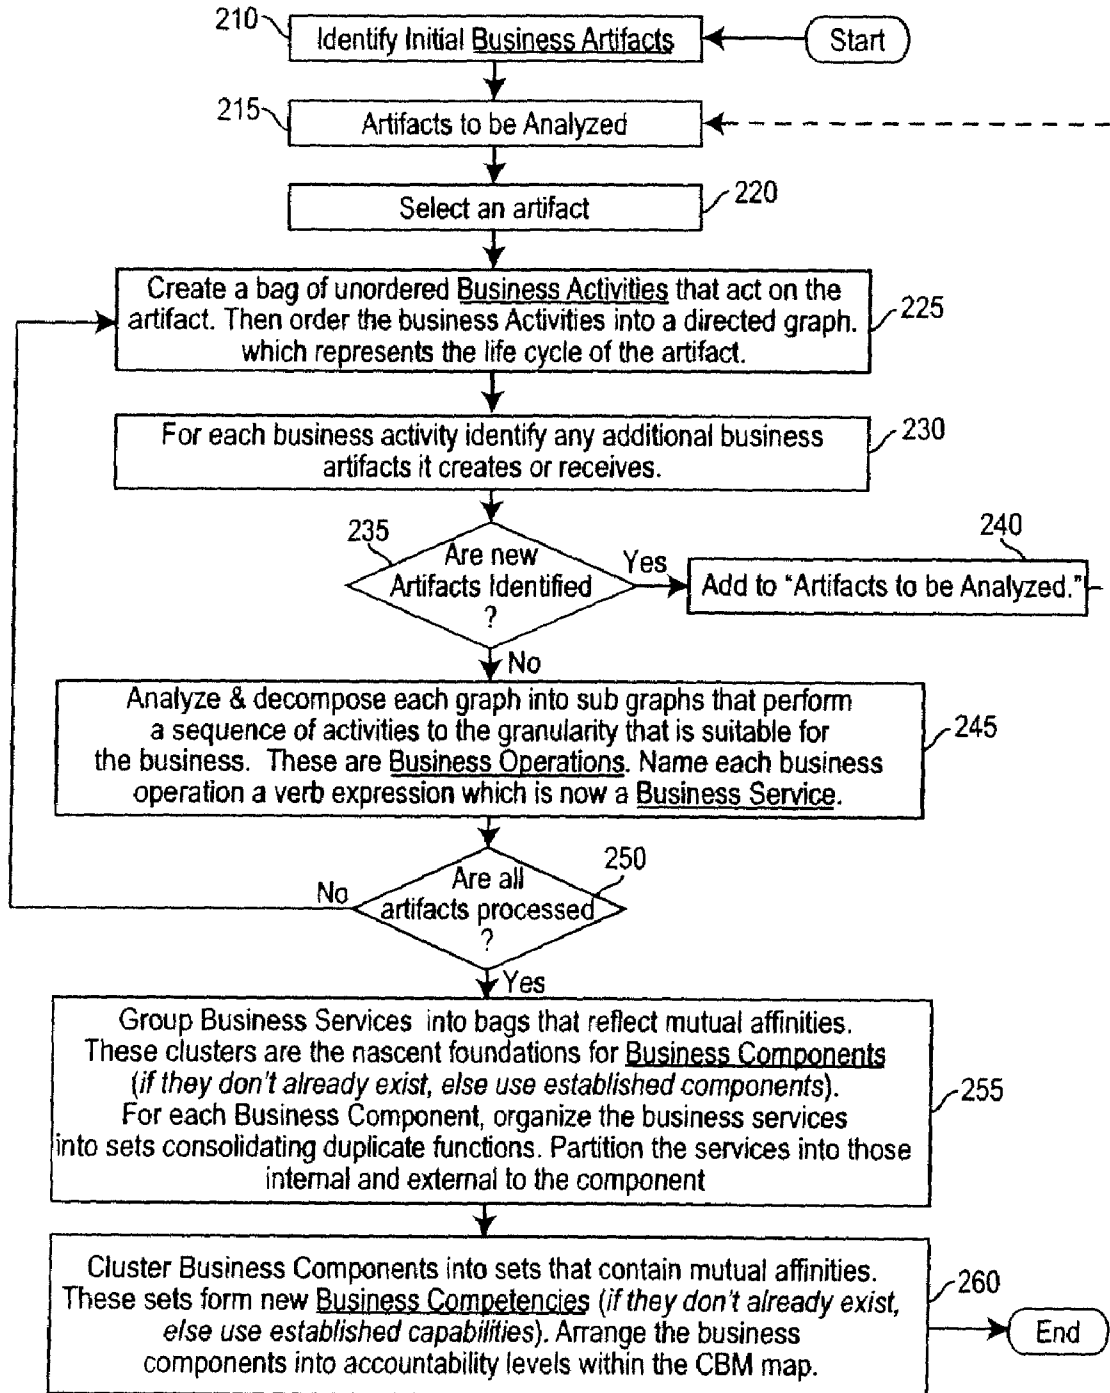 210
Identify Initial Business Artifacts
Start
215
Artifacts to be Analyzed
Select an artifact
220
Create a bag of unordered Business Activities that act on the
artifact. Then order the business Activities into a directed graph.
which represents the life cycle of the artifact.
225
For each business activity identify any additional business
artifacts it creates or receives.
230
235
Are new
Artifacts Identified
?
Yes
240
Add to “Artifacts to be Analyzed.”
No
Analyze & decompose each graph into sub graphs that perform
a sequence of activities to the granularity that is suitable for
the business. These are Business Operations. Name each business
operation a verb expression which is now a Business Service.
245
250
Are all
artifacts processed
?
No
Yes
Group Business Services into bags that reflect mutual affinities.
These clusters are the nascent foundations for Business Components
(if they don't already exist, else use established components).
For each Business Component, organize the business services
into sets consolidating duplicate functions. Partition the services into those
internal and external to the component
255
Cluster Business Components into sets that contain mutual affinities.
These sets form new Business Competencies (if they don't already exist,
else use established capabilities). Arrange the business
components into accountability levels within the CBM map.
260
End